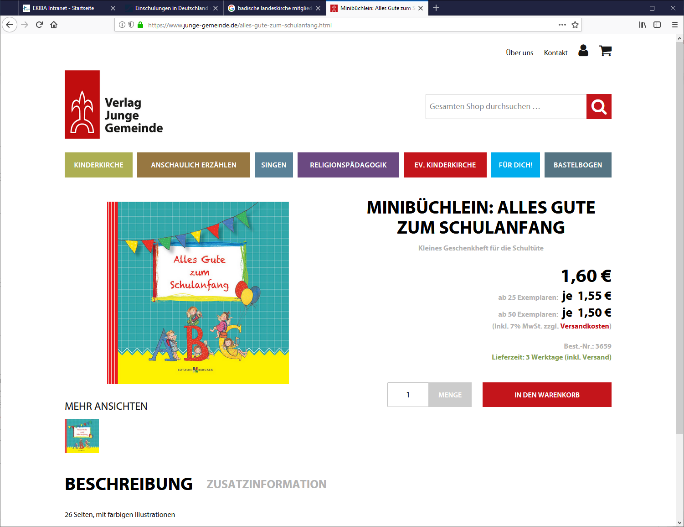 EKIBA Intranet - Startseite
Einschulungen in Deutschland
badische landeskirche mitglied
Minibüchlein: Alles Gute zum S
https://www.junge-gemeinde.de/alles-gute-zum-schulanfang.html
Über uns Kontakt
Verlag
Junge
Gemeinde
Gesamten Shop durchsuchen ...
KINDERKIRCHE
ANSCHAULICH ERZÄHLEN
SINGEN
RELIGIONSPÄDAGOGIK
EV. KINDERKIRCHE
FÜR DICH!
BASTELBOGEN
Alles Gute
zum
Schulanfang
ABC
MINIBÜCHLEIN: ALLES GUTE
ZUM SCHULANFANG
Kleines Geschenkheft für die Schultüte
1,60 €
ab 25 Exemplaren: je 1,55 €
ab 50 Exemplaren: je 1,50 €
(inkl. 7% MwSt. zzgl. Versandkosten)
Best.-Nr.: 3659
Lieferzeit: 3 Werktage (inkl. Versand)
1 MENGE
IN DEN WARENKORB
MEHR ANSICHTEN
BESCHREIBUNG ZUSATZINFORMATION
26 Seiten, mit farbigen Illustrationen